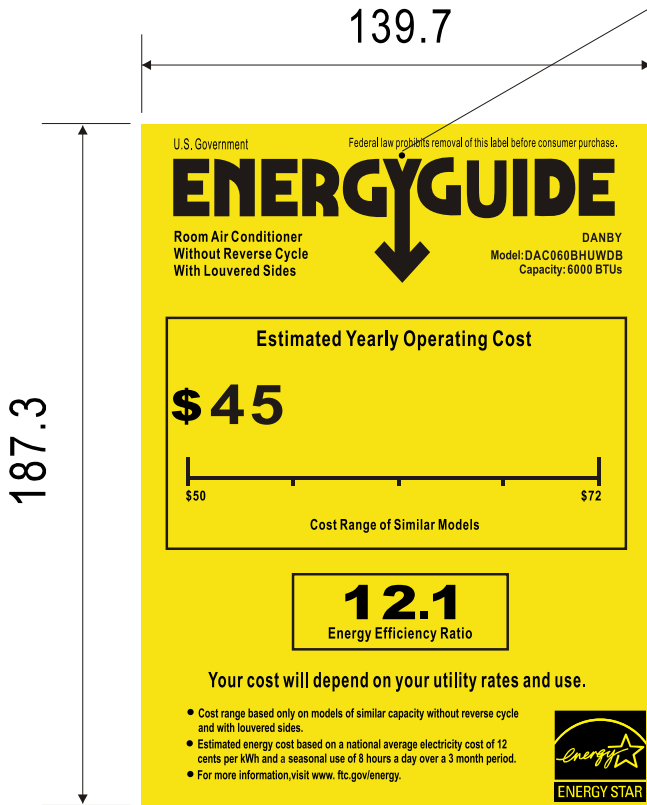 139.7
187.3
U.S. Government
Federal law prohibits removal of this label before consumer purchase.
ENERGYGUIDE
Room Air Conditioner
Without Reverse Cycle
With Louvered Sides
DANBY
Model:DAC060BHUWDB
Capacity: 6000 BTUs
Estimated Yearly Operating Cost
$45
$50
$72
Cost Range of Similar Models
12.1
Energy Efficiency Ratio
Your cost will depend on your utility rates and use.
● Cost range based only on models of similar capacity without reverse cycle
and with louvered sides.
● Estimated energy cost based on a national average electricity cost of 12
cents per kWh and a seasonal use of 8 hours a day over a 3 month period.
● For more information,visit www. ftc.gov/energy.
energy
ENERGY STAR